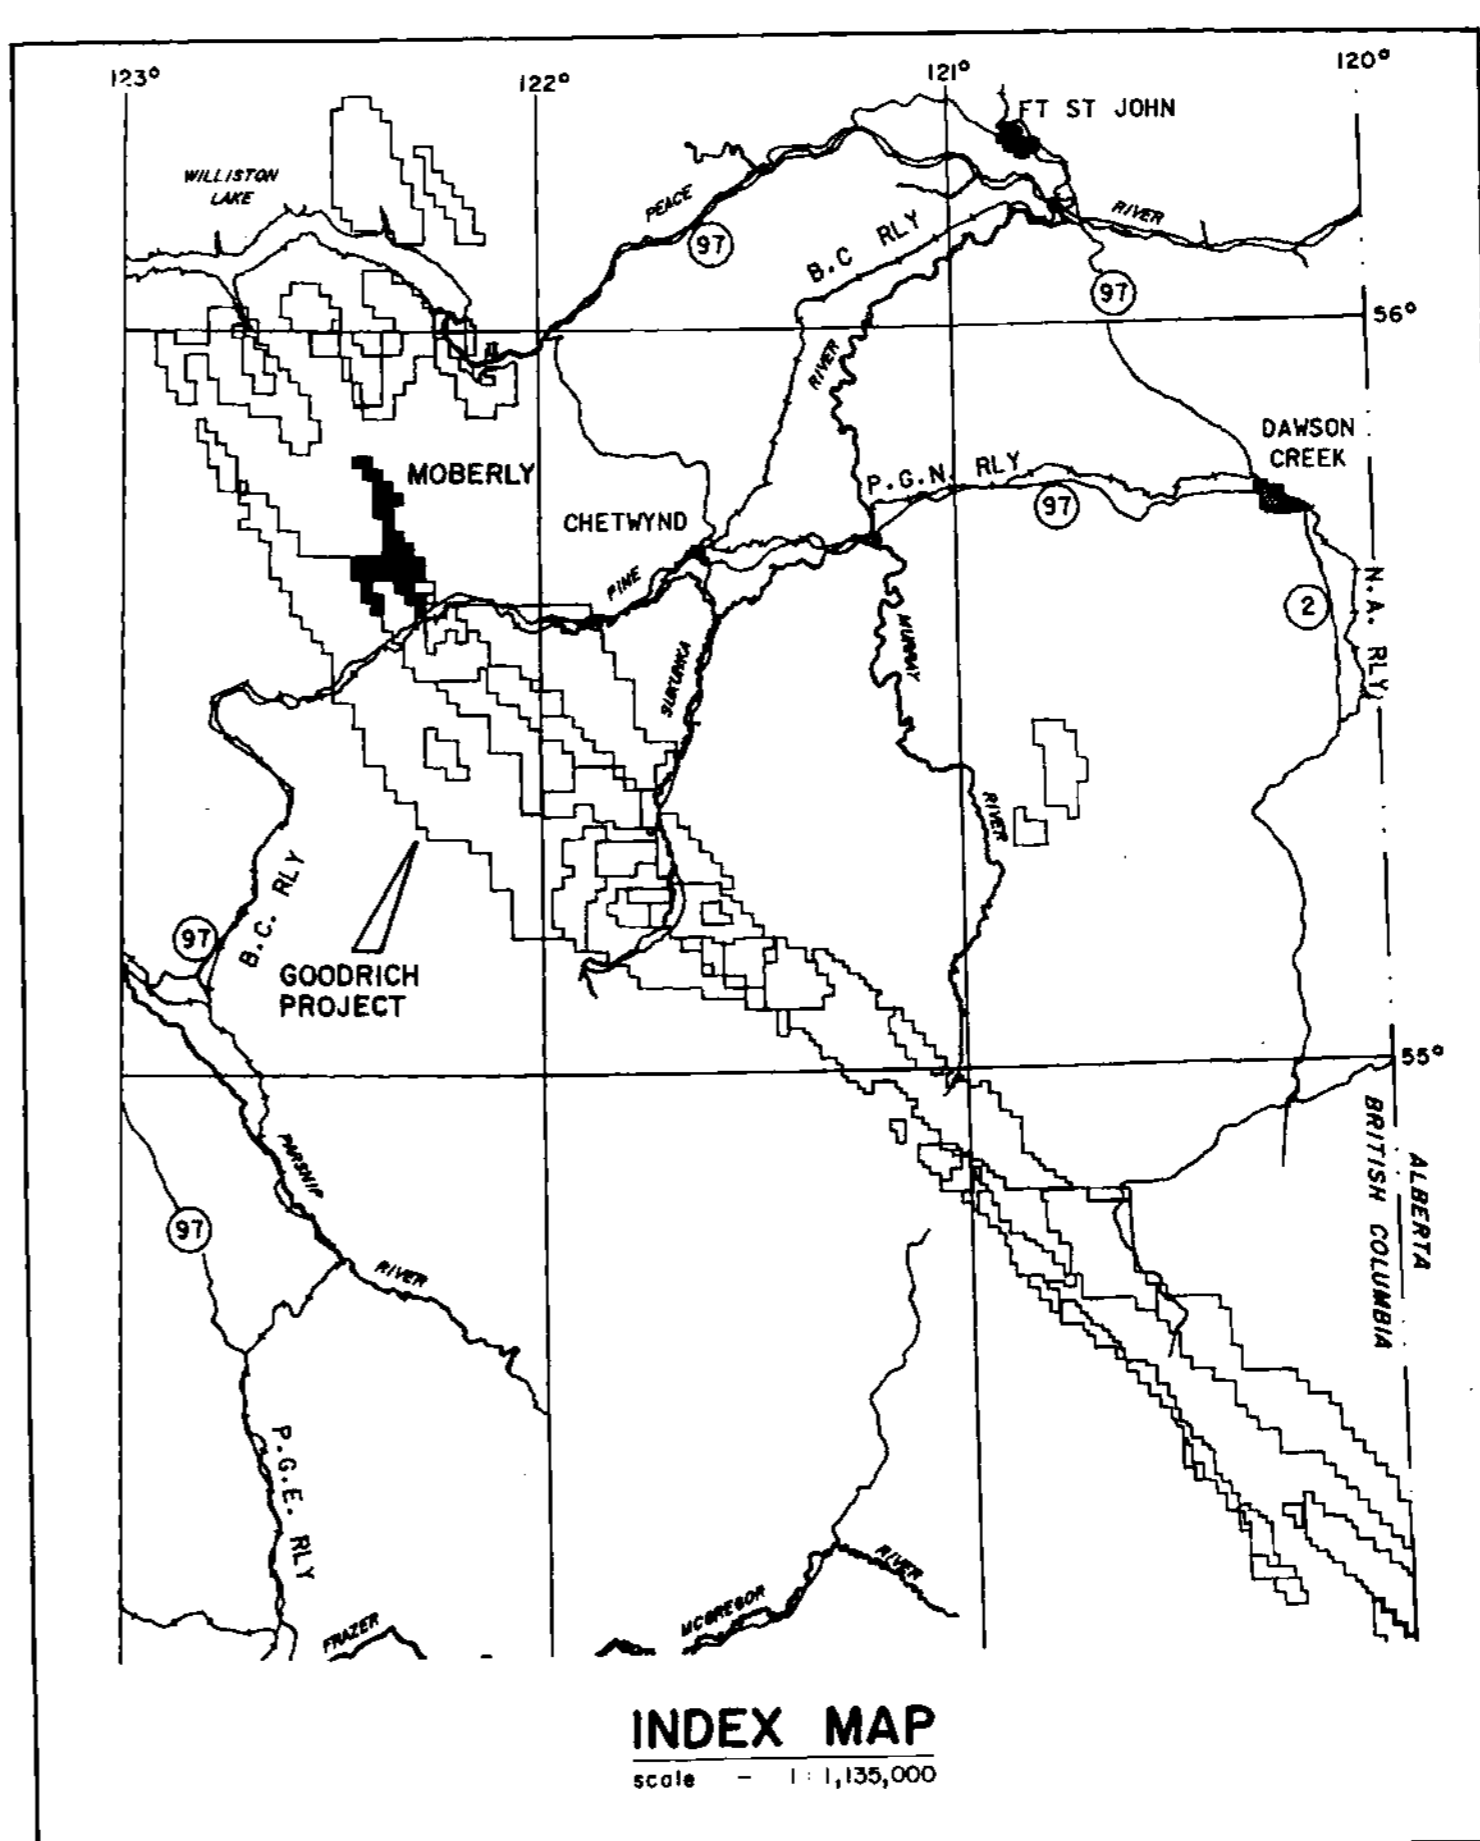 123°
122°
121°
120°
FT ST JOHN
WILLISTON
LAKE
PEACE
97
B.C RLY
RIVER
97
56°
RIVER
DAWSON
CREEK
MOBERLY
P.G.N. RLY
97
CHETWYND
PINE
N.A. RLY.
2
MURRAY
SUKUNKA
RIVER
B.C. RLY
97
GOODRICH
PROJECT
55°
PARSNIP
BRITISH COLUMBIA
ALBERTA
97
RIVER
P.G.E. RLY
RIVER
MCGREGOR
FRAZER
INDEX MAP
scale - 1:1,135,000